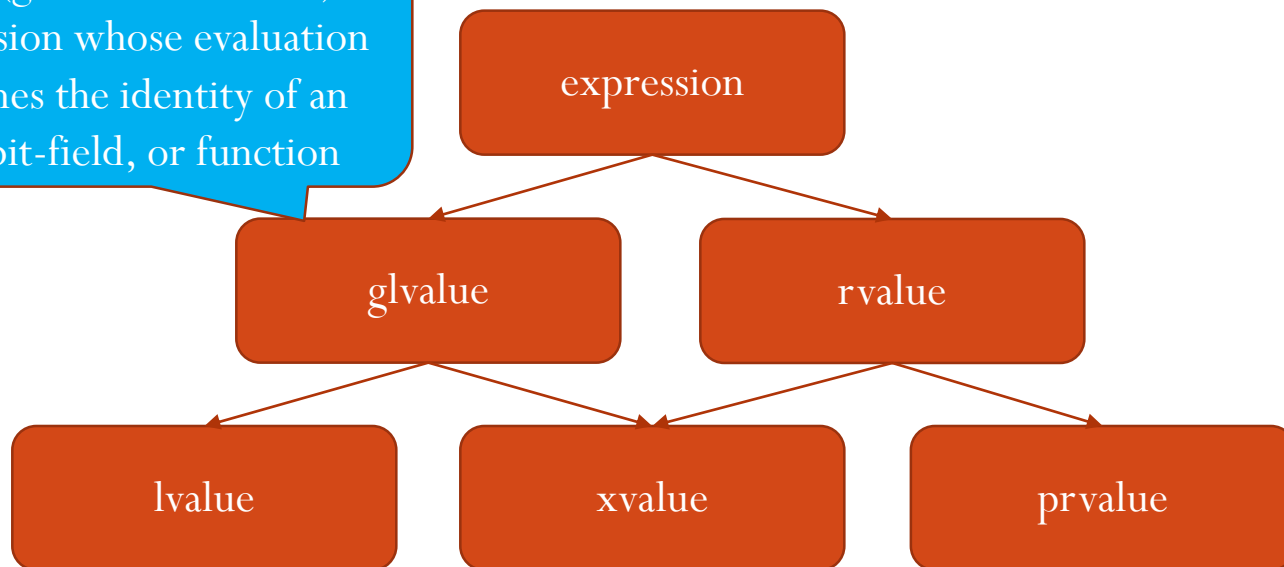 sion whose evaluation
nes the identity of an
bit-field, or function
expression
glvalue
rvalue
lvalue
xvalue
prvalue